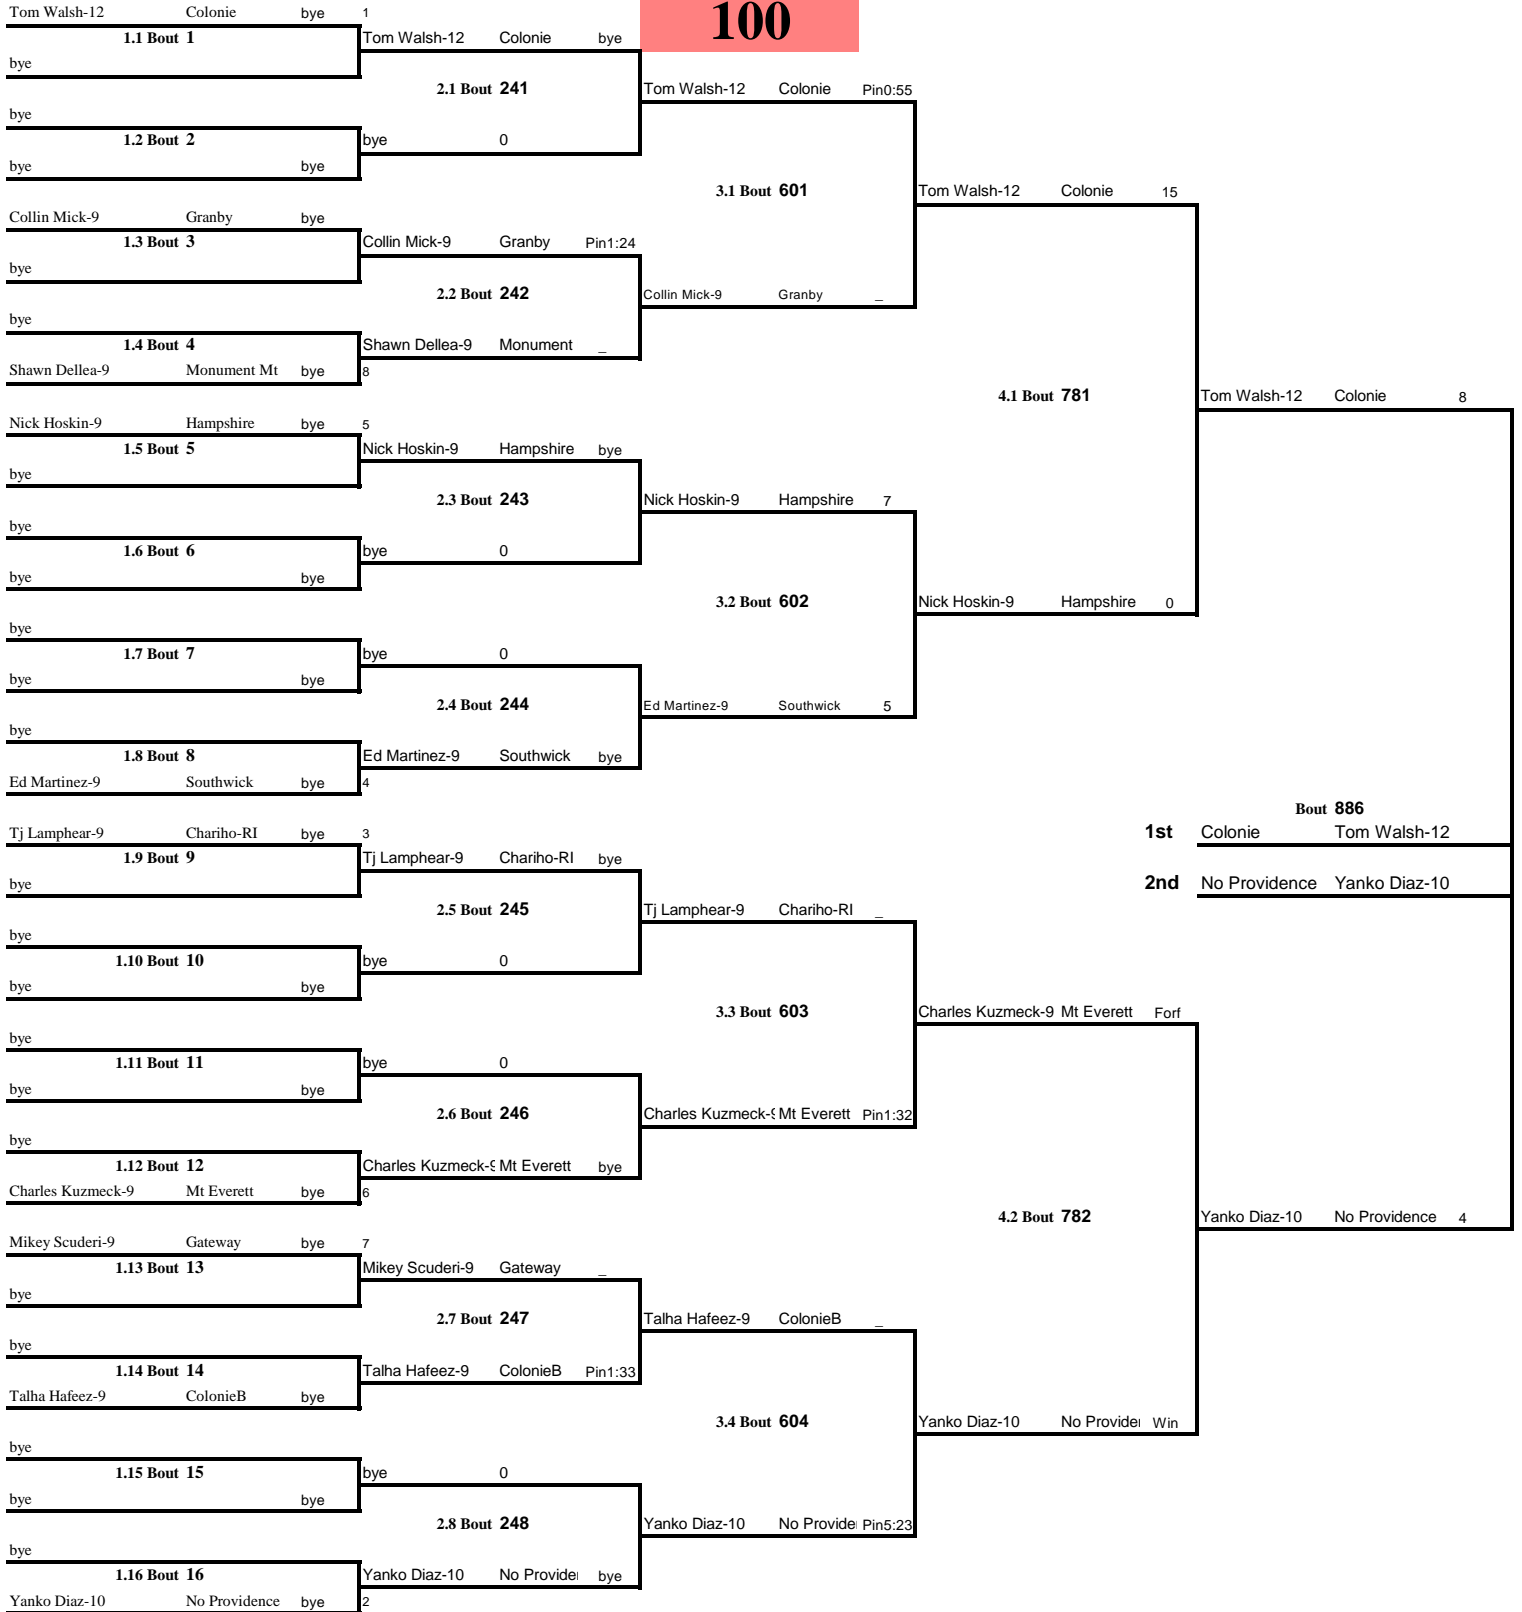 100
Tom Walsh-12 Colonie bye 1
1.1 Bout 1
Tom Walsh-12 Colonie bye
bye
2.1 Bout 241
Tom Walsh-12 Colonie Pin0:55
bye
1.2 Bout 2
bye 0
bye bye
3.1 Bout 601
Tom Walsh-12 Colonie 15
Collin Mick-9 Granby bye
1.3 Bout 3
Collin Mick-9 Granby Pin1:24
bye
2.2 Bout 242
Collin Mick-9 Granby _
bye
1.4 Bout 4
Shawn Dellea-9 Monument _
Shawn Dellea-9 Monument Mt bye 8
4.1 Bout 781
Tom Walsh-12 Colonie 8
Nick Hoskin-9 Hampshire bye 5
1.5 Bout 5
Nick Hoskin-9 Hampshire bye
bye
2.3 Bout 243
Nick Hoskin-9 Hampshire 7
bye
1.6 Bout 6
bye 0
bye bye
3.2 Bout 602
Nick Hoskin-9 Hampshire 0
bye
1.7 Bout 7
bye 0
bye bye
2.4 Bout 244
Ed Martinez-9 Southwick 5
bye
1.8 Bout 8
Ed Martinez-9 Southwick bye
Ed Martinez-9 Southwick bye 4
Bout 886
1st Colonie Tom Walsh-12
Tj Lamphear-9 Chariho-RI bye 3
1.9 Bout 9
Tj Lamphear-9 Chariho-RI bye
bye
2nd No Providence Yanko Diaz-10
2.5 Bout 245
Tj Lamphear-9 Chariho-RI _
bye
1.10 Bout 10
bye 0
bye bye
3.3 Bout 603
Charles Kuzmeck-9 Mt Everett Forf
bye
1.11 Bout 11
bye 0
bye bye
2.6 Bout 246
Charles Kuzmeck-9 Mt Everett Pin1:32
bye
1.12 Bout 12
Charles Kuzmeck-9 Mt Everett bye
Charles Kuzmeck-9 Mt Everett bye 6
4.2 Bout 782
Yanko Diaz-10 No Providence 4
Mikey Scuderi-9 Gateway bye 7
1.13 Bout 13
Mikey Scuderi-9 Gateway _
bye
2.7 Bout 247
Talha Hafeez-9 ColonieB _
bye
1.14 Bout 14
Talha Hafeez-9 ColonieB Pin1:33
Talha Hafeez-9 ColonieB bye
3.4 Bout 604
Yanko Diaz-10 No Provider Win
bye
1.15 Bout 15
bye 0
bye bye
2.8 Bout 248
Yanko Diaz-10 No Provide Pin5:23
bye
1.16 Bout 16
Yanko Diaz-10 No Provider bye
Yanko Diaz-10 No Providence bye 2